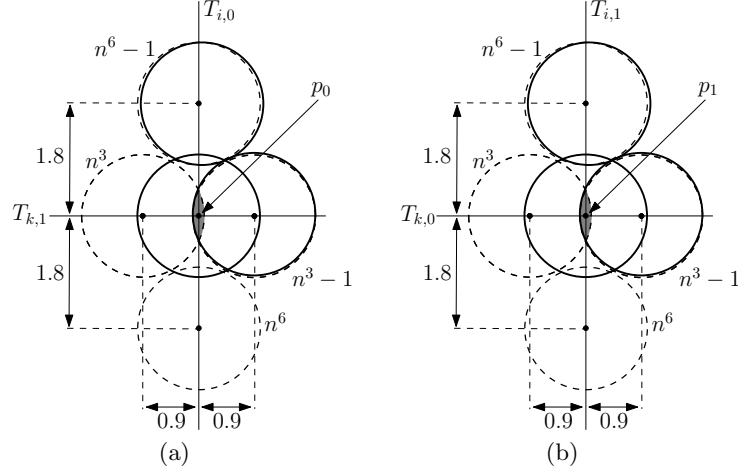 T_{i,0}
n^6 − 1
p_0
1.8
n^3
T_{k,1}
1.8
n^3 − 1
n^6
0.9 0.9
(a)
T_{i,1}
n^6 − 1
p_1
1.8
n^3
T_{k,0}
1.8
n^3 − 1
n^6
0.9 0.9
(b)